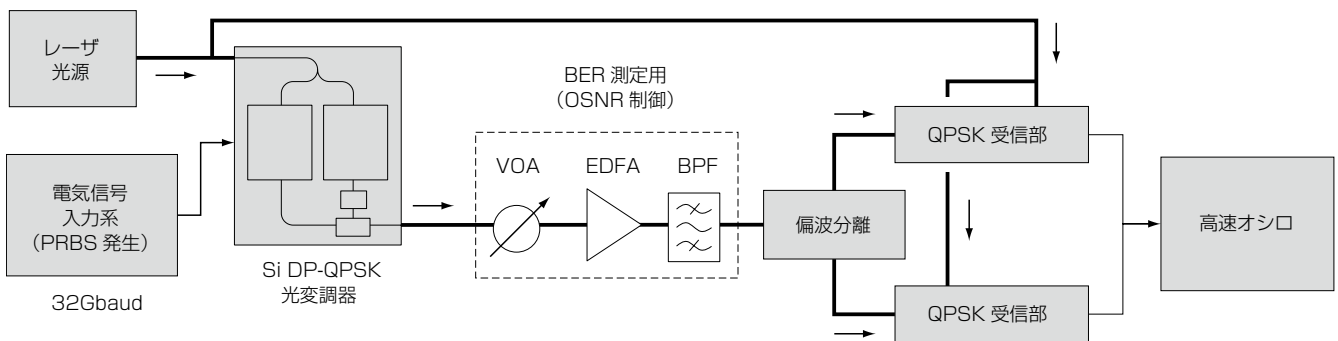 レーザ
光源
電気信号
入力系
（PRBS 発生）
32Gbaud
Si DP-QPSK
光変調器
BER 測定用
（OSNR 制御）
VOA
EDFA
BPF
偏波分離
QPSK 受信部
QPSK 受信部
高速オシロ